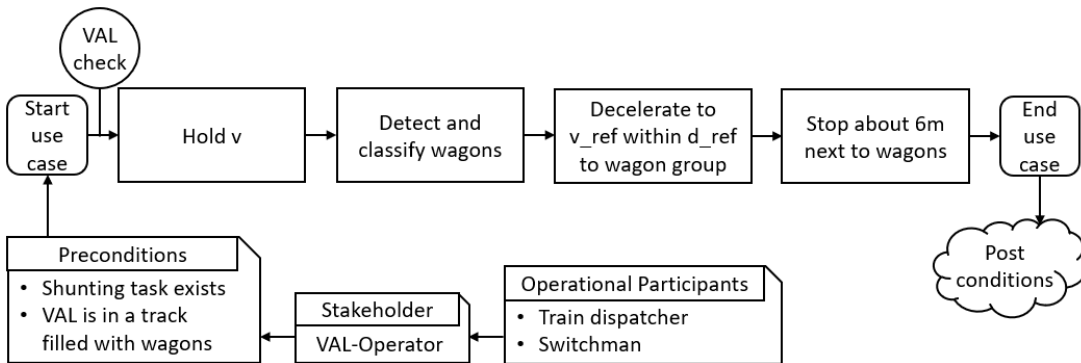 VAL
check
Start
use
case
Hold v
Detect and
classify wagons
Decelerate to
v_ref within d_ref
to wagon group
Stop about 6m
next to wagons
End
use
case
Preconditions
• Shunting task exists
• VAL is in a track
filled with wagons
Stakeholder
VAL-Operator
Operational Participants
• Train dispatcher
• Switchman
Post
conditions